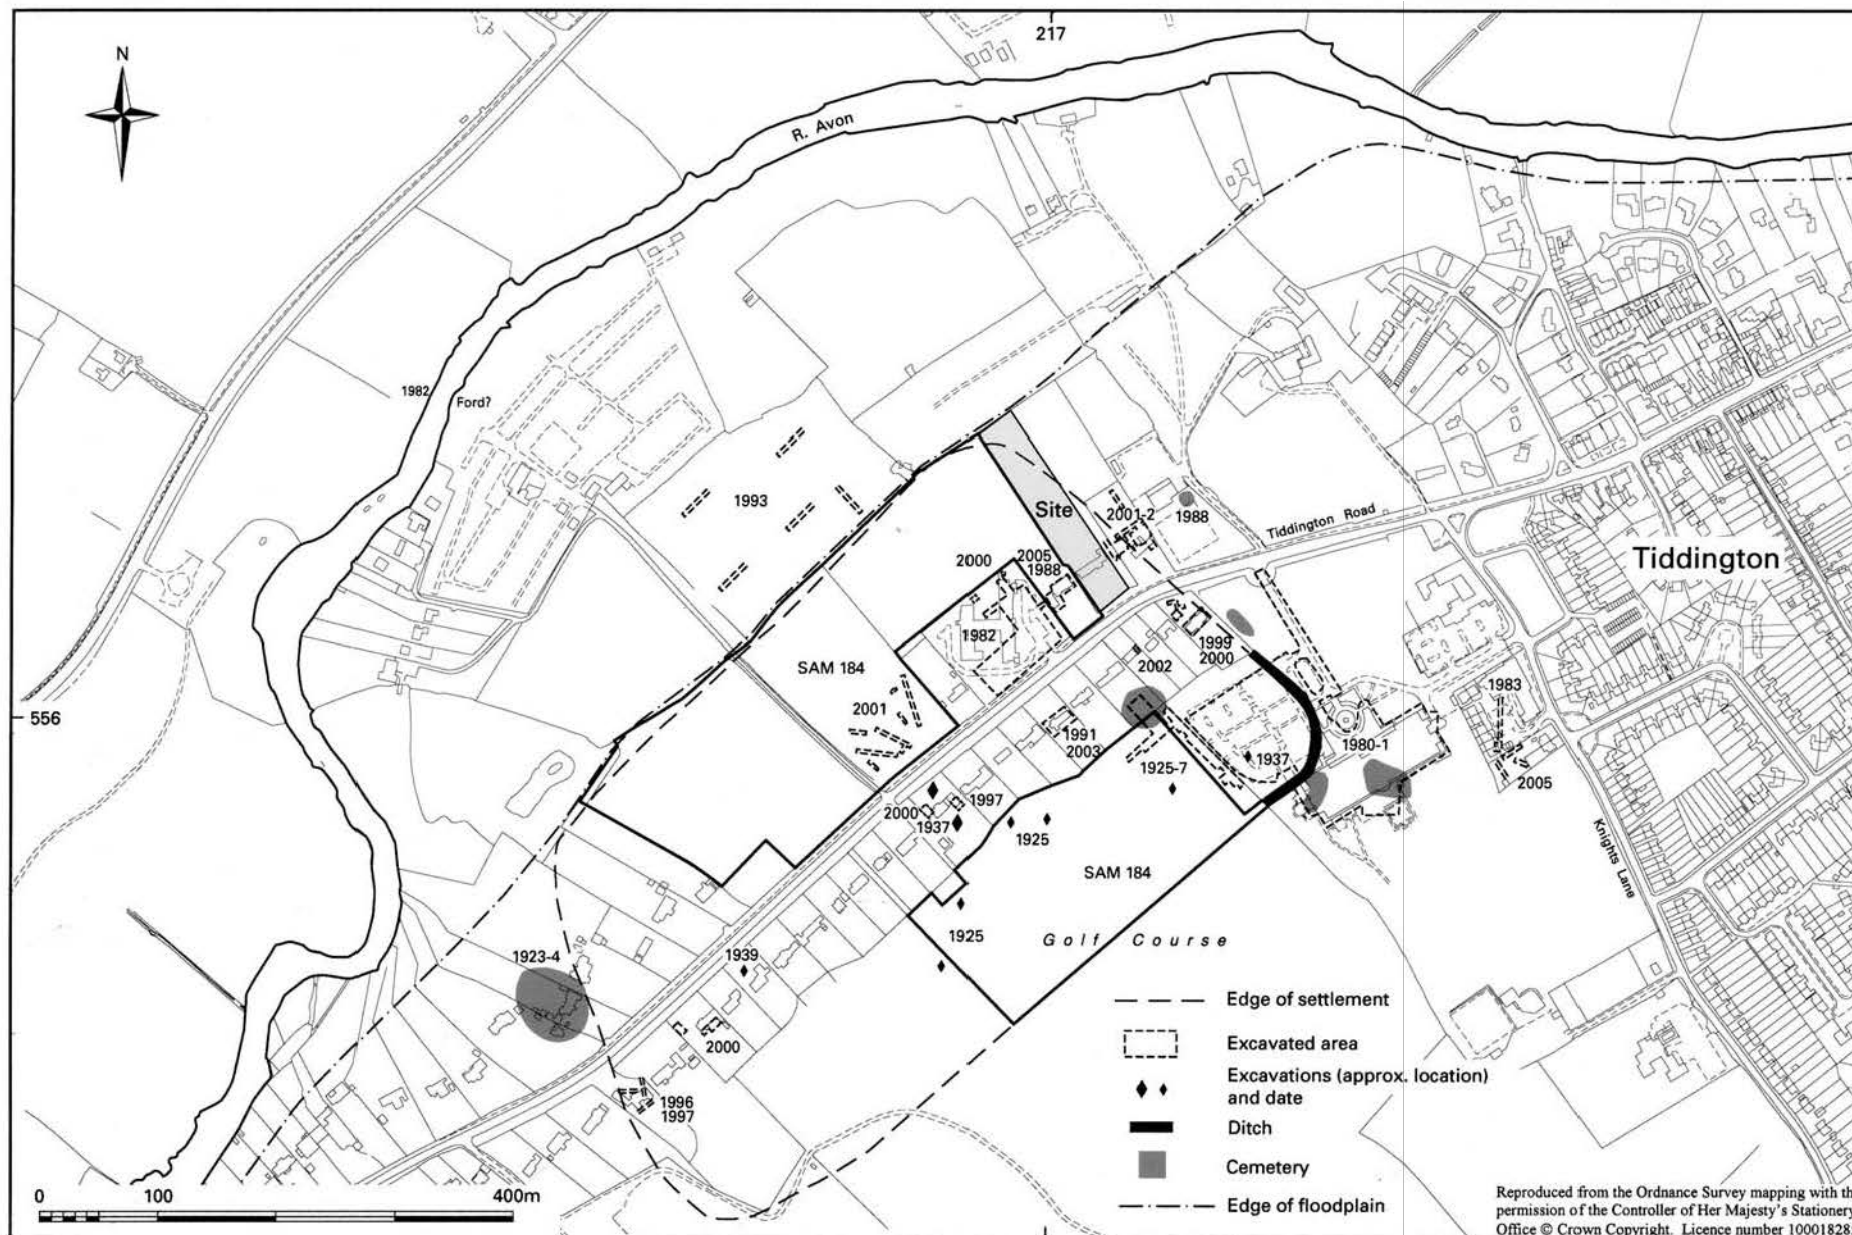 N
217
R. Avon
1982
Ford?
1993
Site
2001-2
1988
Tiddington Road
Tiddington
2000
2005
1988
1982
1999
2000
2002
SAM 184
2001
556
1991
2003
1925-7
1937
1980-1
1983
2005
2000
1937
1997
1925
SAM 184
Knights Lane
1925
Golf Course
1923-4
1939
2000
1996
1997
Edge of settlement
Excavated area
Excavations (approx. location)
and date
Ditch
Cemetery
Edge of floodplain
0 100 400m
Reproduced from the Ordnance Survey mapping with th
permission of the Controller of Her Majesty's Stationery
Office © Crown Copyright. Licence number 10001828